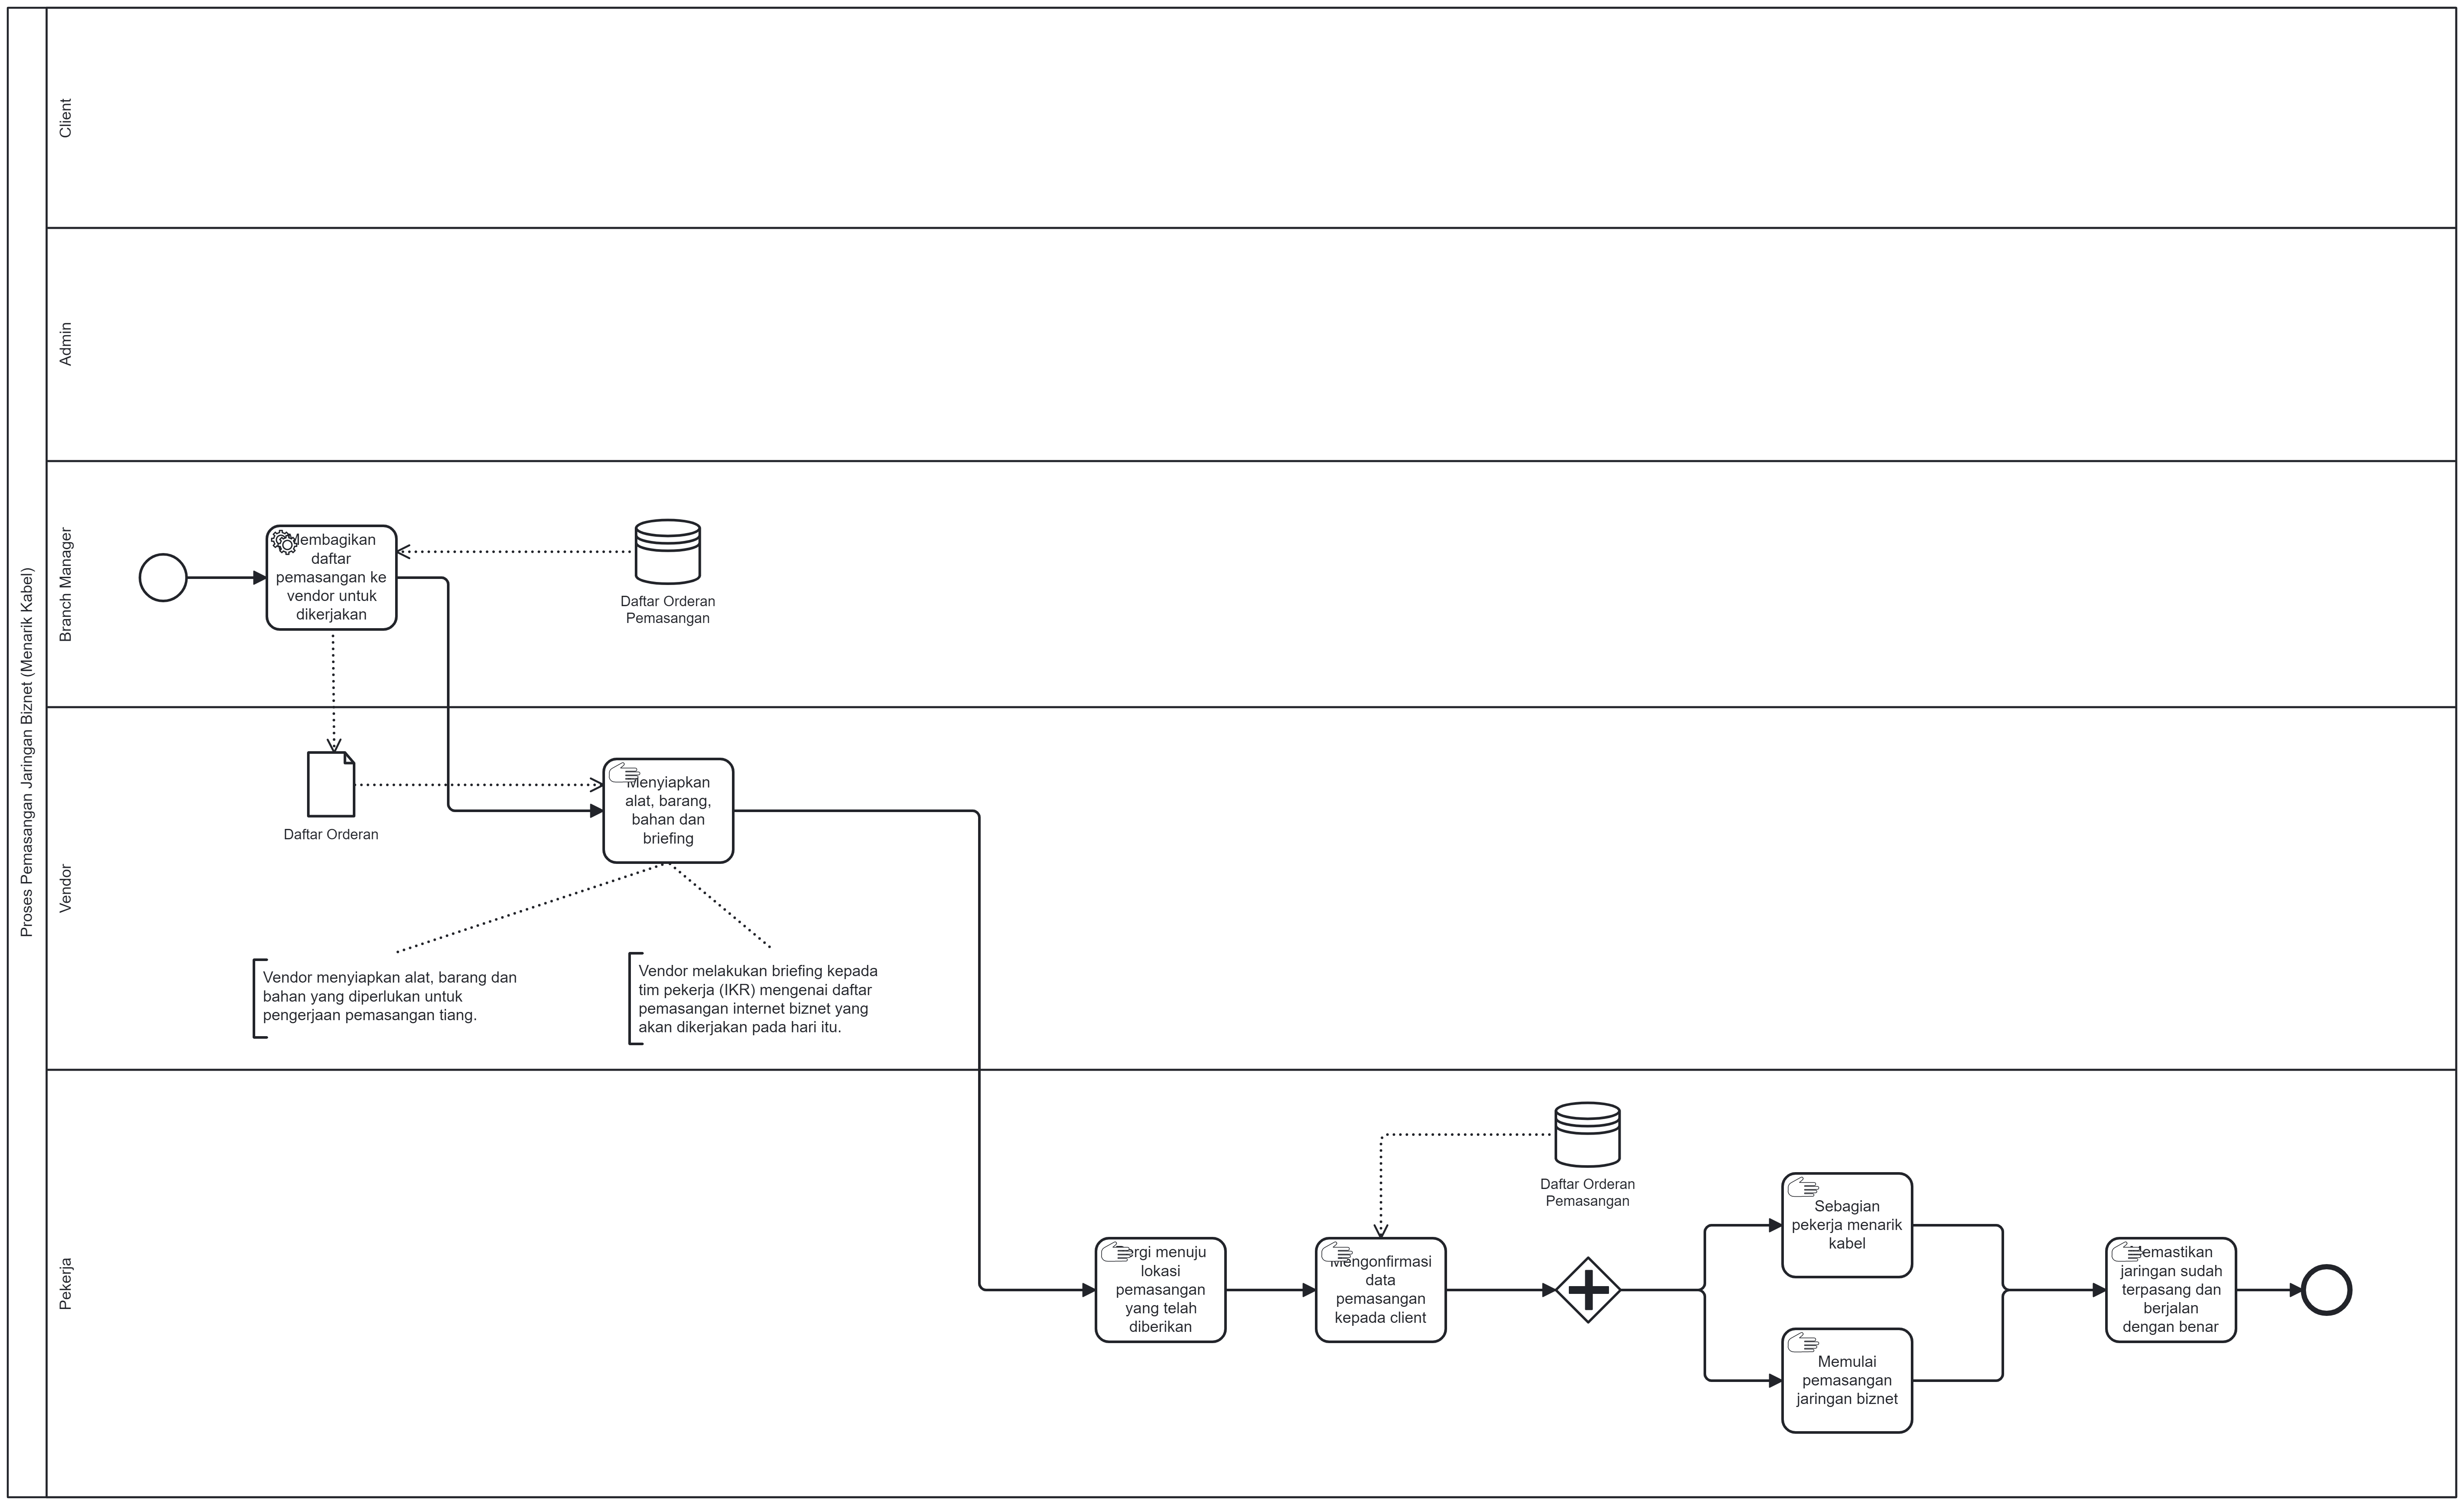 Proses Pemasangan Jaringan Biznet (Menarik Kabel)
Client
Admin
Branch Manager
Membagikan
daftar
pemasangan ke
vendor untuk
dikerjakan
Daftar Orderan
Pemasangan
Vendor
Daftar Orderan
Menyiapkan
alat, barang,
bahan dan
briefing
Vendor menyiapkan alat, barang dan
bahan yang diperlukan untuk
pengerjaan pemasangan tiang.
Vendor melakukan briefing kepada
tim pekerja (IKR) mengenai daftar
pemasangan internet biznet yang
akan dikerjakan pada hari itu.
Pekerja
Pergi menuju
lokasi
pemasangan
yang telah
diberikan
Mengonfirmasi
data
pemasangan
kepada client
Daftar Orderan
Pemasangan
Sebagian
pekerja menarik
kabel
Memulai
pemasangan
jaringan biznet
Memastikan
jaringan sudah
terpasang dan
berjalan
dengan benar